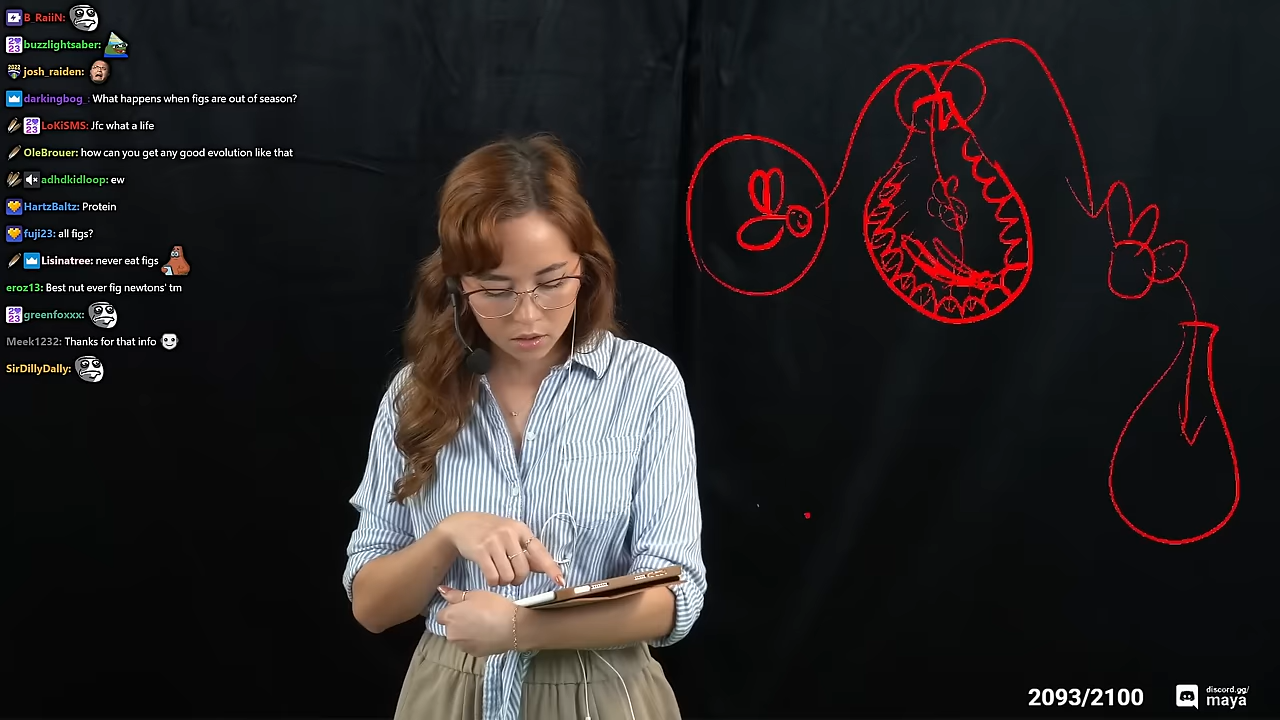 B_RaiiN:
buzzlightsaber:
josh_raiden:
darkingbog_: What happens when figs are out of season?
LoKiSMS: Jfc what a life
OleBrouer: how can you get any good evolution like that
adhdkidloop: ew
HartzBaltz: Protein
fuji23: all figs?
Lisinatree: never eat figs
eroz13: Best nut ever fig newtons' tm
greenfoxxx:
Meek1232: Thanks for that info
SirDillyDally:
2093/2100
discord.gg/
maya